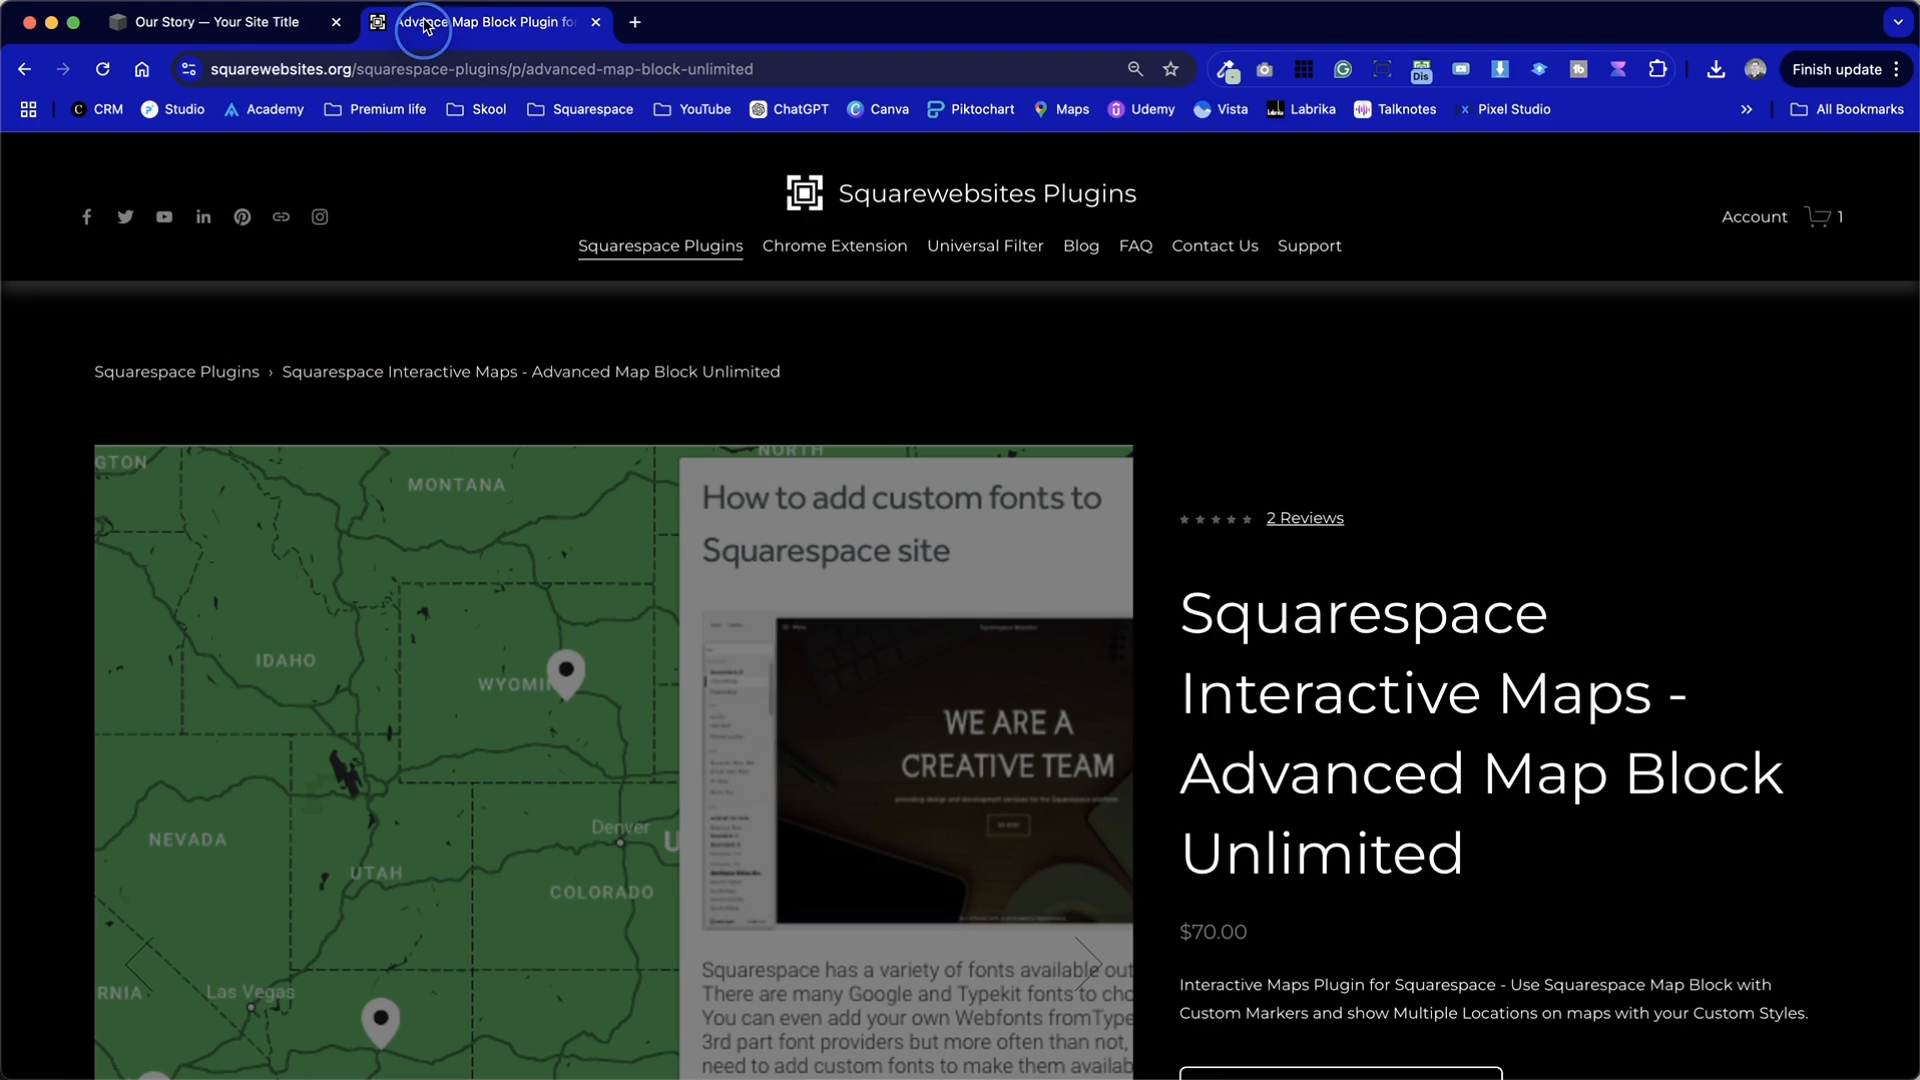 Our Story — Your Site Title
Advance Map Block Plugin for
squarewebsites.org/squarespace-plugins/p/advanced-map-block-unlimited
Dis
Finish update
CRM
Studio
Academy
Premium life
Skool
Squarespace
YouTube
ChatGPT
Canva
Piktochart
Maps
Udemy
Vista
Labrika
Talknotes
Pixel Studio
All Bookmarks
Squarewebsites Plugins
Account
1
Squarespace Plugins
Chrome Extension
Universal Filter
Blog
FAQ
Contact Us
Support
Squarespace Plugins › Squarespace Interactive Maps - Advanced Map Block Unlimited
GTON
MONTANA
NORTH
IDAHO
WYOMI
NEVADA
UTAH
Denver
COLORADO
U
RNIA
Las Vegas
How to add custom fonts to
Squarespace site
WE ARE A
CREATIVE TEAM
Squarespace has a variety of fonts available out
There are many Google and Typekit fonts to cho
You can even add your own Webfonts fromType
3rd part font providers but more often than not,
need to add custom fonts to make them availab
2 Reviews
Squarespace
Interactive Maps -
Advanced Map Block
Unlimited
$70.00
Interactive Maps Plugin for Squarespace - Use Squarespace Map Block with
Custom Markers and show Multiple Locations on maps with your Custom Styles.